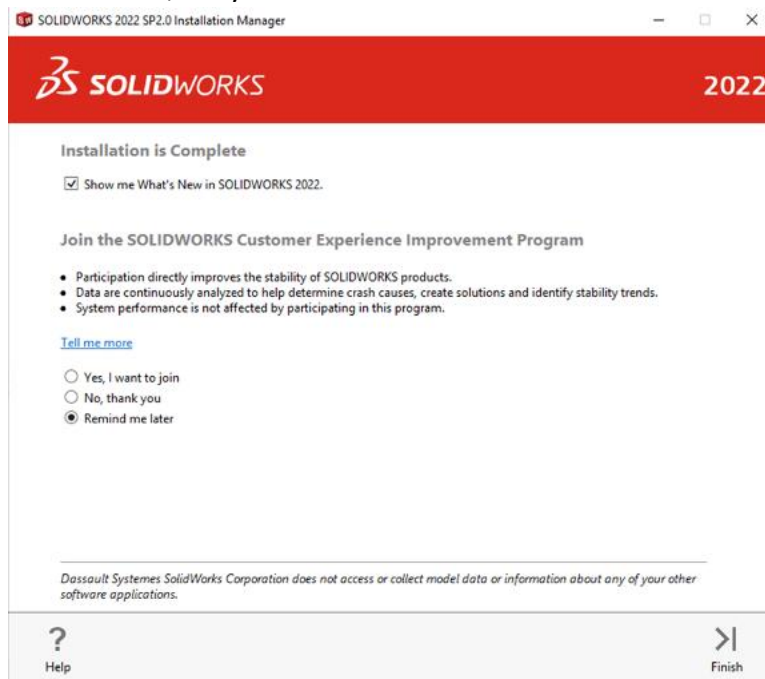 SOLIDWORKS 2022 SP2.0 Installation Manager
SOLIDWORKS 2022
Installation is Complete
Show me What's New in SOLIDWORKS 2022.
Join the SOLIDWORKS Customer Experience Improvement Program
• Participation directly improves the stability of SOLIDWORKS products.
• Data are continuously analyzed to help determine crash causes, create solutions and identify stability trends.
• System performance is not affected by participating in this program.
Tell me more
Yes, I want to join
No, thank you
Remind me later
Dassault Systemes SolidWorks Corporation does not access or collect model data or information about any of your other
software applications.
?
Help
Finish